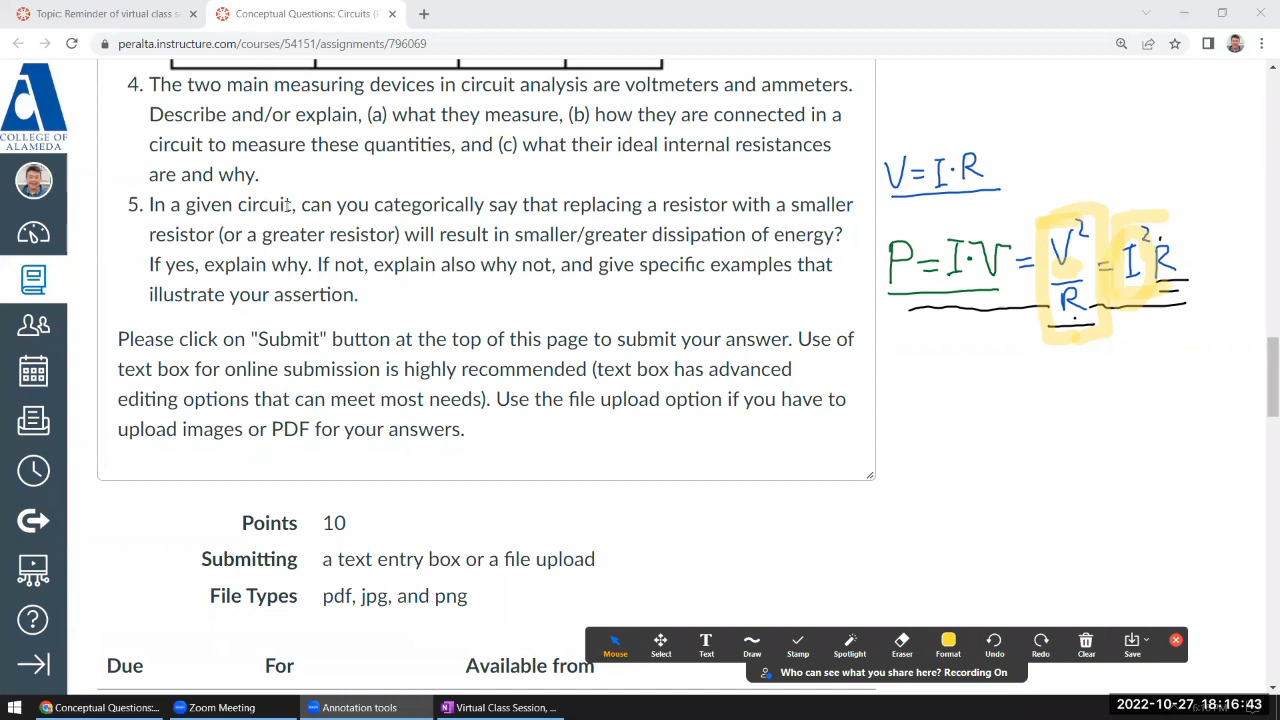 Topic: Reminder of virtual class s
Conceptual Questions: Circuits (P
peralta.instructure.com/courses/54151/assignments/796069
COLLEGE OF
ALAMEDA
4. The two main measuring devices in circuit analysis are voltmeters and ammeters.
Describe and/or explain, (a) what they measure, (b) how they are connected in a
circuit to measure these quantities, and (c) what their ideal internal resistances
are and why.
5. In a given circuit, can you categorically say that replacing a resistor with a smaller
resistor (or a greater resistor) will result in smaller/greater dissipation of energy?
If yes, explain why. If not, explain also why not, and give specific examples that
illustrate your assertion.
Please click on "Submit" button at the top of this page to submit your answer. Use of
text box for online submission is highly recommended (text box has advanced
editing options that can meet most needs). Use the file upload option if you have to
upload images or PDF for your answers.
V = I · R
P = I · V = V²/R = I²R
Points 10
Submitting a text entry box or a file upload
File Types pdf, jpg, and png
Due For Available from
Mouse Select Text Draw Stamp Spotlight Eraser Format Undo Redo Clear Save
Who can see what you share here? Recording On
Conceptual Questions:... Zoom Meeting Annotation tools Virtual Class Session, ...
2022-10-27 18:16:43